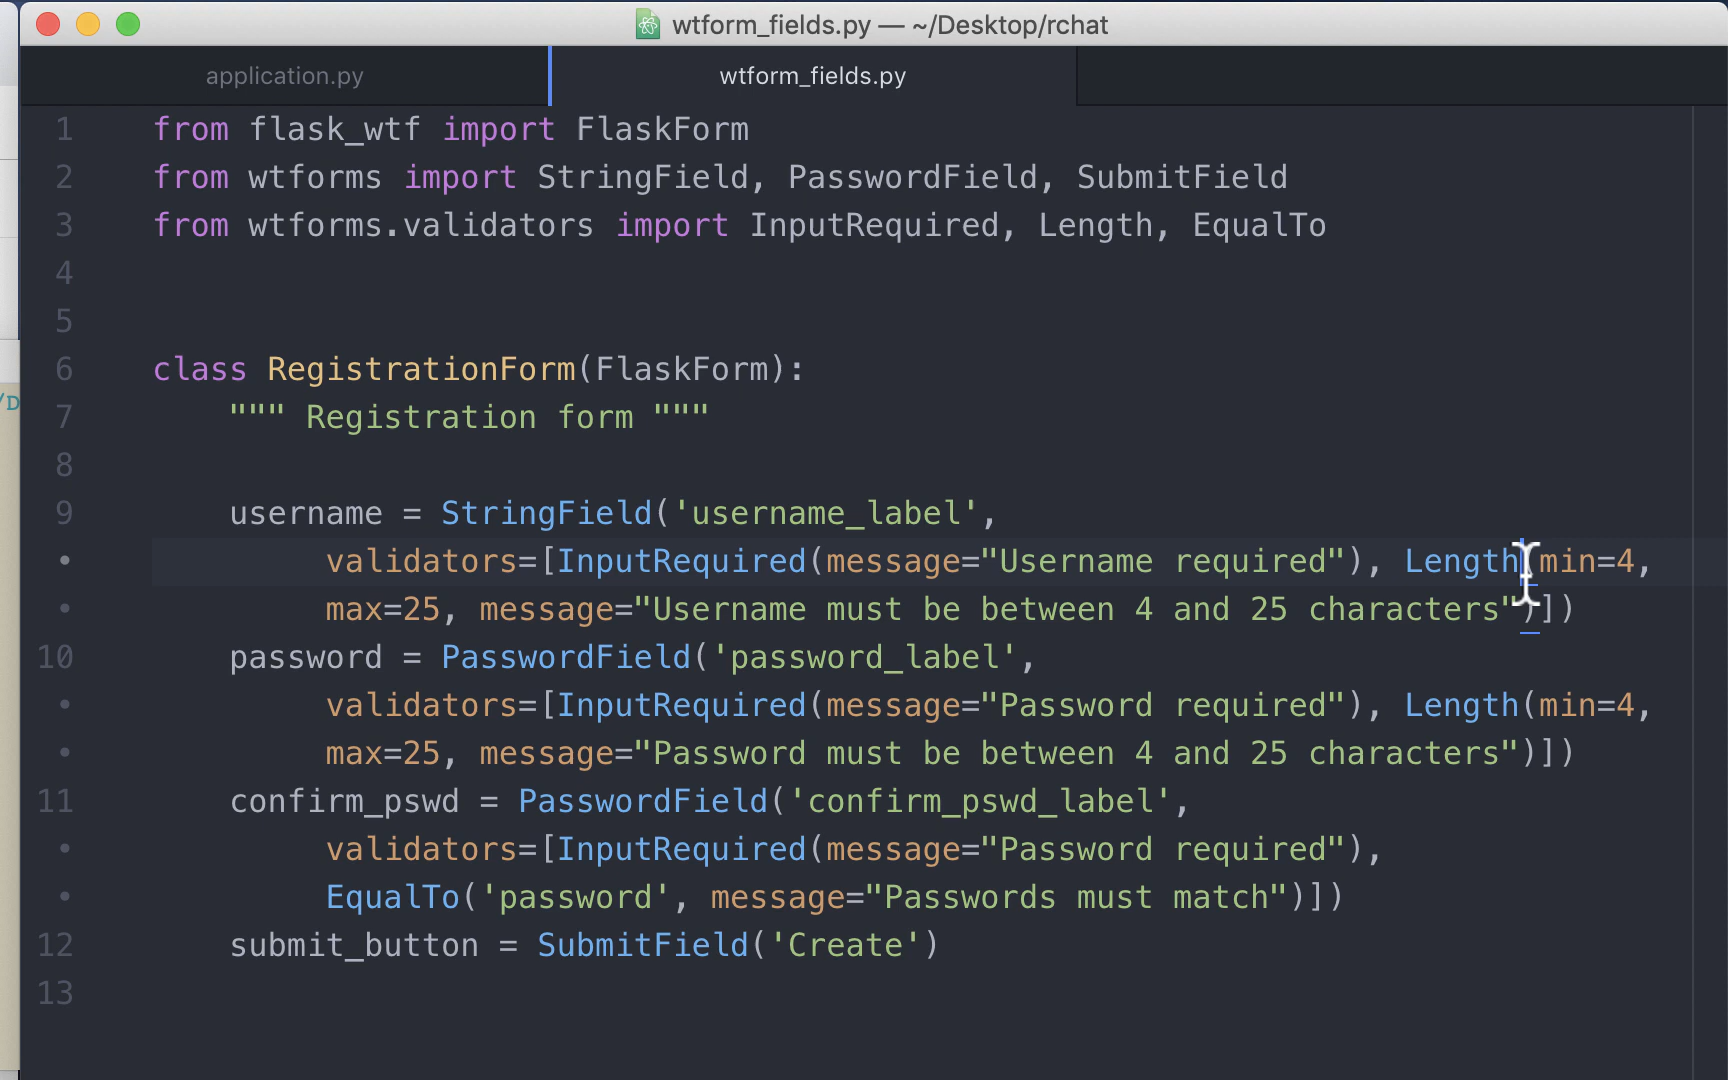 wtform_fields.py — ~/Desktop/rchat
application.py
wtform_fields.py
1 from flask_wtf import FlaskForm
2 from wtforms import StringField, PasswordField, SubmitField
3 from wtforms.validators import InputRequired, Length, EqualTo
4
5
6 class RegistrationForm(FlaskForm):
/D
7 """ Registration form """
8
9 username = StringField('username_label',
• validators=[InputRequired(message="Username required"), Length(min=4,
• max=25, message="Username must be between 4 and 25 characters")])
10 password = PasswordField('password_label',
• validators=[InputRequired(message="Password required"), Length(min=4,
• max=25, message="Password must be between 4 and 25 characters")])
11 confirm_pswd = PasswordField('confirm_pswd_label',
• validators=[InputRequired(message="Password required"),
• EqualTo('password', message="Passwords must match")])
12 submit_button = SubmitField('Create')
13